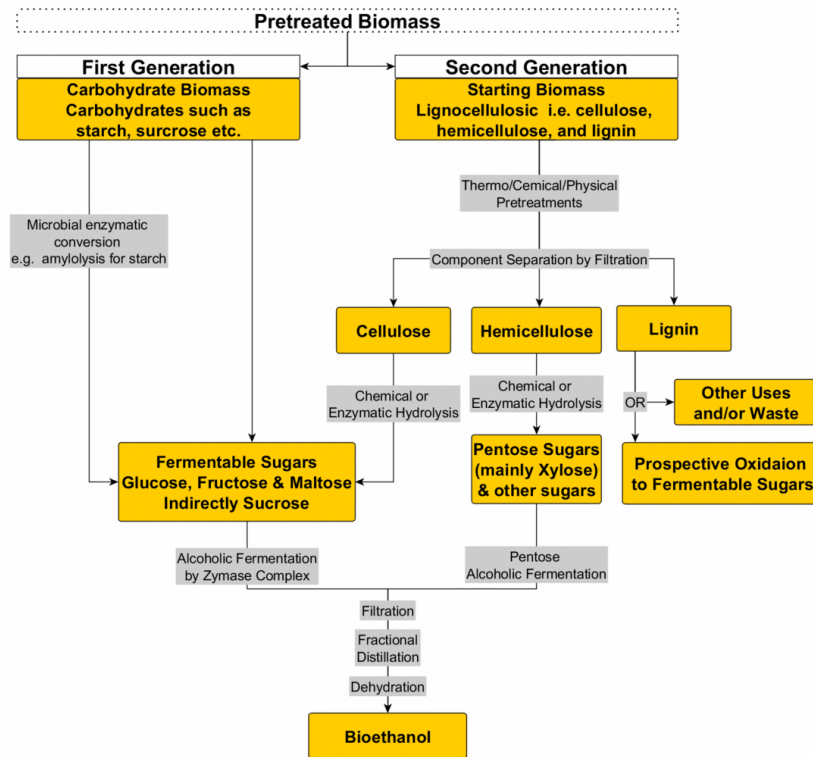 Pretreated Biomass
First Generation
Second Generation
Carbohydrate Biomass
Carbohydrates such as
starch, surcrose etc.
Starting Biomass
Lignocellulosic i.e. cellulose,
hemicellulose, and lignin
Thermo/Cemical/Physical
Pretreatments
Microbial enzymatic
conversion
e.g. amylolysis for starch
Component Separation by Filtration
Cellulose
Hemicellulose
Lignin
Chemical or
Enzymatic Hydrolysis
Chemical or
Enzymatic Hydrolysis
OR
Other Uses
and/or Waste
Fermentable Sugars
Glucose, Fructose & Maltose
Indirectly Sucrose
Pentose Sugars
(mainly Xylose)
& other sugars
Prospective Oxidaion
to Fermentable Sugars
Alcoholic Fermentation
by Zymase Complex
Pentose
Alcoholic Fermentation
Filtration
Fractional
Distillation
Dehydration
Bioethanol